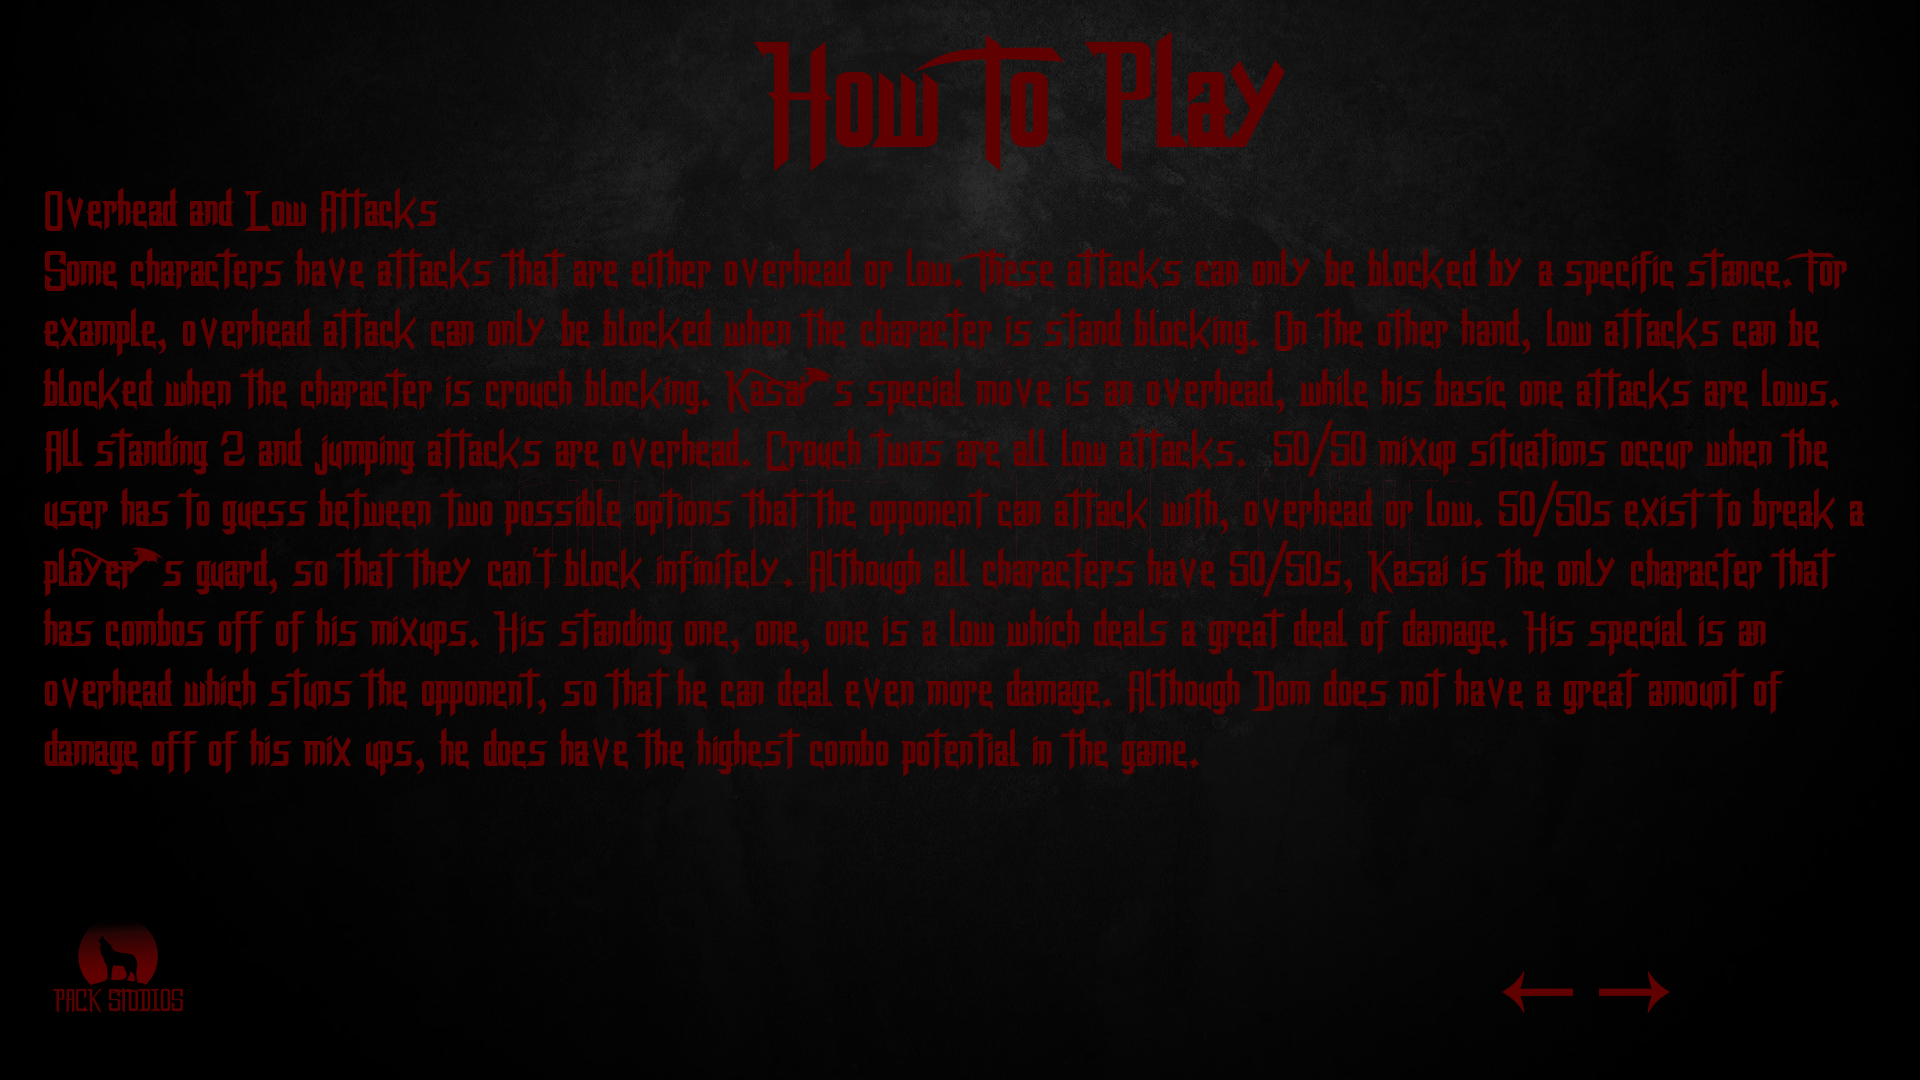 How To Play
Overhead and Low Attacks
Some characters have attacks that are either overhead or low. These attacks can only be blocked by a specific stance. For
example, overhead attack can only be blocked when the character is stand blocking. On the other hand, low attacks can be
blocked when the character is crouch blocking. Kasai's special move is an overhead, while his basic one attacks are lows.
All standing 2 and jumping attacks are overhead. Crouch twos are all low attacks. 50/50 mixup situations occur when the
user has to guess between two possible options that the opponent can attack with, overhead or low. 50/50s exist to break a
player's guard, so that they can't block infinitely. Although all characters have 50/50s, Kasai is the only character that
has combos off of his mixups. His standing one, one, one is a low which deals a great deal of damage. His special is an
overhead which stuns the opponent, so that he can deal even more damage. Although Dom does not have a great amount of
damage off of his mix ups, he does have the highest combo potential in the game.
PACK STUDIOS